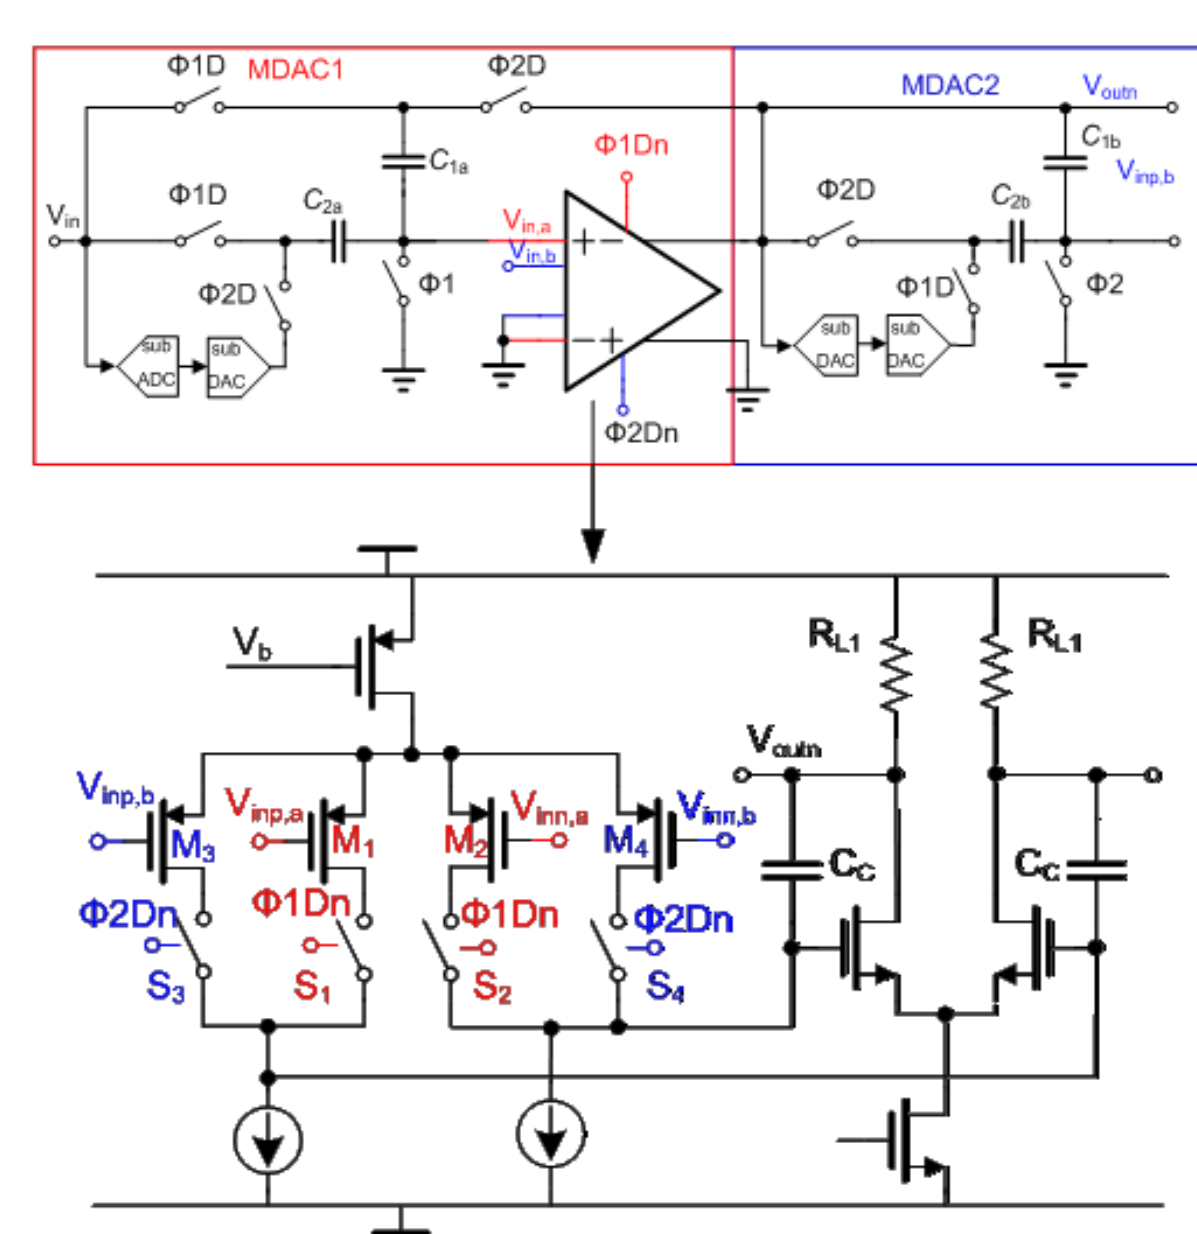 Φ1D
MDAC1
Φ2D
MDAC2
Voutn
C1a
Φ1Dn
C1b
Vinp,b
Φ1D
C2a
Vin
Vin,a
Vin,b
Φ2D
C2b
Φ2D
Φ1
Φ1D
Φ2
sub
ADC
sub
DAC
sub
DAC
sub
DAC
+ −
− +
Φ2Dn
Vb
RL1
RL1
Voutn
Vinp,b
Vinp,a
Vinn,a
Vinn,b
M3
M1
M2
M4
CC
CC
Φ2Dn
Φ1Dn
Φ1Dn
Φ2Dn
S3
S1
S2
S4